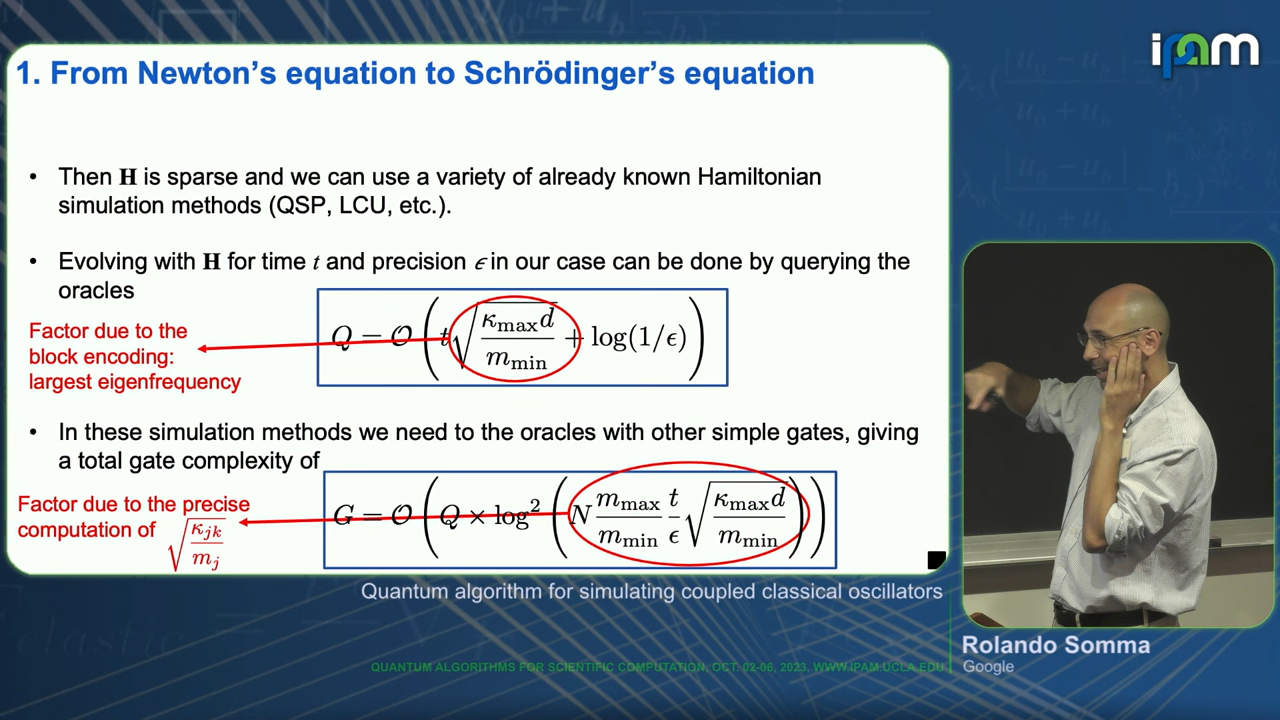 ipam
1. From Newton's equation to Schrödinger's equation
• Then H is sparse and we can use a variety of already known Hamiltonian
simulation methods (QSP, LCU, etc.).
• Evolving with H for time t and precision ϵ in our case can be done by querying the
oracles
Q = 𝒪 ( t √(κ_max d / m_min) + log(1/ϵ) )
Factor due to the
block encoding:
largest eigenfrequency
• In these simulation methods we need to the oracles with other simple gates, giving
a total gate complexity of
G = 𝒪 ( Q × log² ( N (m_max / m_min) (t / ϵ) √(κ_max d / m_min) ) )
Factor due to the precise
computation of √(κ_jk / m_j)
Quantum algorithm for simulating coupled classical oscillators
Rolando Somma
Google
QUANTUM ALGORITHMS FOR SCIENTIFIC COMPUTATION, OCT. 02-06, 2023, WWW.IPAM.UCLA.EDU